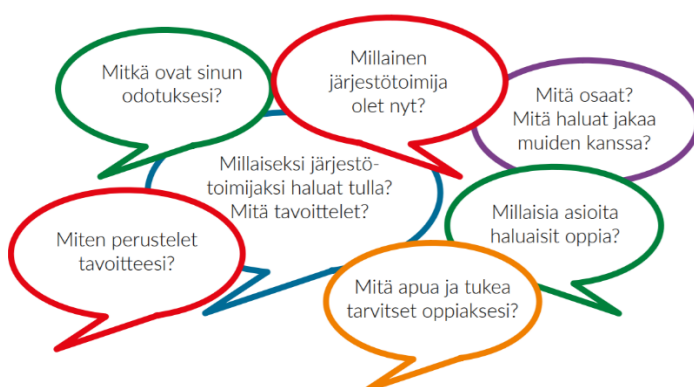 Mitkä ovat sinun
odotuksesi?
Millainen
järjestötoimija
olet nyt?
Mitä osaat?
Mitä haluat jakaa
muiden kanssa?
Millaiseksi järjestö-
toimijaksi haluat tulla?
Mitä tavoittelet?
Miten perustelet
tavoitteesi?
Millaisia asioita
haluaisit oppia?
Mitä apua ja tukea
tarvitset oppiaksesi?